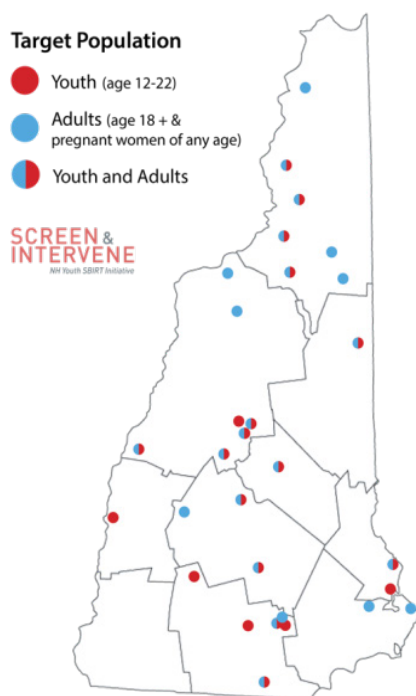 Target Population
Youth (age 12-22)
Adults (age 18 + &
pregnant women of any age)
Youth and Adults
SCREEN &
INTERVENE
NH Youth SBIRT Initiative